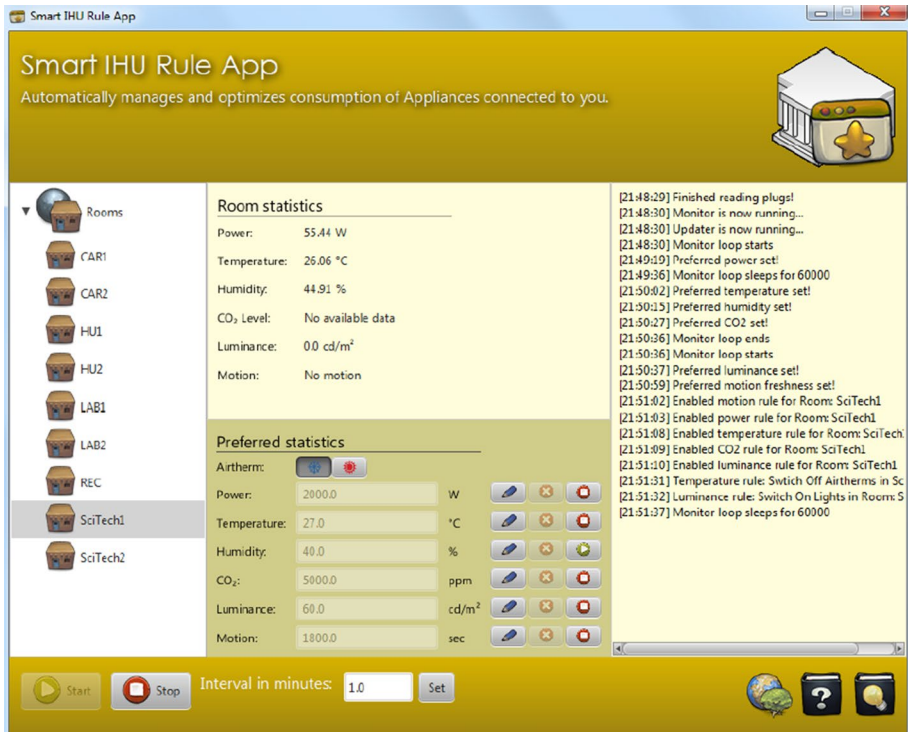 Smart IHU Rule App
Smart IHU Rule App
Automatically manages and optimizes consumption of Appliances connected to you.
Rooms
CAR1
CAR2
HU1
HU2
LAB1
LAB2
REC
SciTech1
SciTech2
Room statistics
Power: 55.44 W
Temperature: 26.06 °C
Humidity: 44.91 %
CO₂ Level: No available data
Luminance: 0.0 cd/m²
Motion: No motion
Preferred statistics
Airtherm:
Power: 2000.0 W
Temperature: 27.0 °C
Humidity: 40.0 %
CO₂: 5000.0 ppm
Luminance: 60.0 cd/m²
Motion: 1800.0 sec
[21:48:29] Finished reading plugs!
[21:48:30] Monitor is now running...
[21:48:30] Updater is now running...
[21:48:30] Monitor loop starts
[21:49:19] Preferred power set!
[21:49:36] Monitor loop sleeps for 60000
[21:50:02] Preferred temperature set!
[21:50:15] Preferred humidity set!
[21:50:27] Preferred CO2 set!
[21:50:36] Monitor loop ends
[21:50:36] Monitor loop starts
[21:50:37] Preferred luminance set!
[21:50:59] Preferred motion freshness set!
[21:51:02] Enabled motion rule for Room: SciTech1
[21:51:03] Enabled power rule for Room: SciTech1
[21:51:08] Enabled temperature rule for Room: SciTech
[21:51:09] Enabled CO2 rule for Room: SciTech1
[21:51:10] Enabled luminance rule for Room: SciTech1
[21:51:31] Temperature rule: Swtich Off Airtherms in Sc
[21:51:32] Luminance rule: Switch On Lights in Room: S
[21:51:37] Monitor loop sleeps for 60000
Start
Stop
Interval in minutes: 1.0 Set